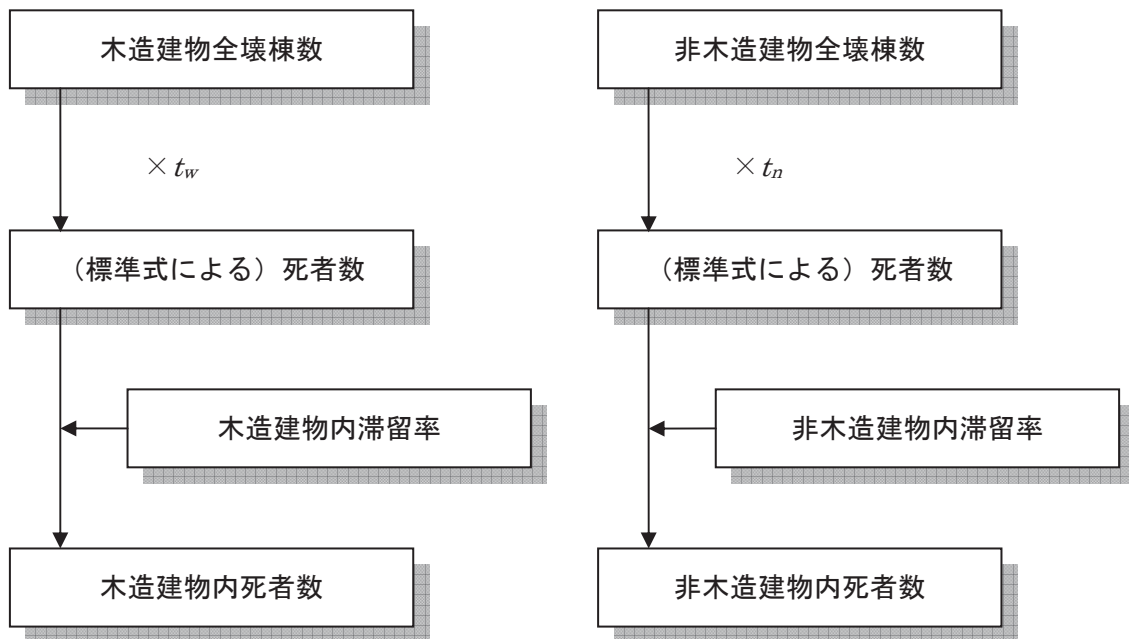 木造建物全壊棟数
× tw
（標準式による）死者数
木造建物内滞留率
木造建物内死者数
非木造建物全壊棟数
× tn
（標準式による）死者数
非木造建物内滞留率
非木造建物内死者数